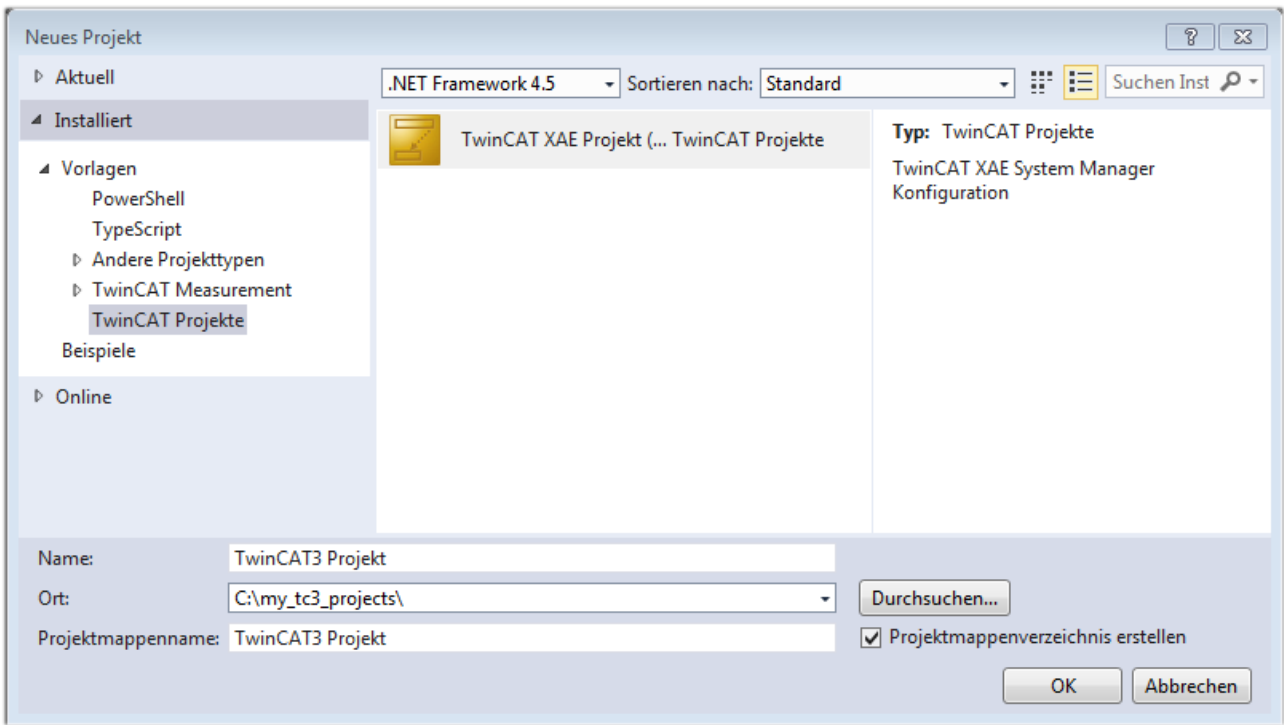 Neues Projekt
Aktuell
.NET Framework 4.5 Sortieren nach: Standard Suchen Inst
Installiert
Vorlagen
PowerShell
TypeScript
Andere Projekttypen
TwinCAT Measurement
TwinCAT Projekte
Beispiele
Online
TwinCAT XAE Projekt (... TwinCAT Projekte
Typ: TwinCAT Projekte
TwinCAT XAE System Manager
Konfiguration
Name: TwinCAT3 Projekt
Ort: C:\my_tc3_projects\ Durchsuchen...
Projektmappenname: TwinCAT3 Projekt Projektmappenverzeichnis erstellen
OK Abbrechen